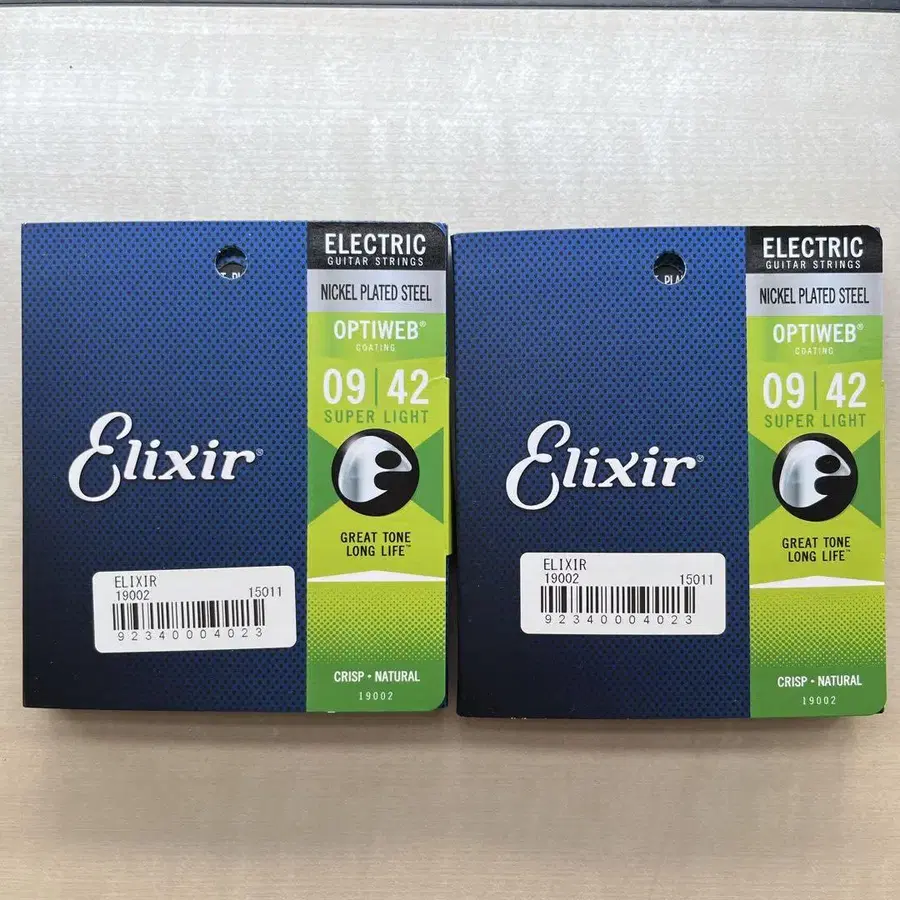 ELECTRIC
GUITAR STRINGS
NICKEL PLATED STEEL
OPTIWEB®
COATING
09 | 42
SUPER LIGHT
Elixir®
GREAT TONE
LONG LIFE™
ELIXIR
19002 15011
92340004023
CRISP • NATURAL
19002
ELECTRIC
GUITAR STRINGS
NICKEL PLATED STEEL
OPTIWEB®
COATING
09 | 42
SUPER LIGHT
Elixir®
GREAT TONE
LONG LIFE™
ELIXIR
19002 15011
92340004023
CRISP • NATURAL
19002